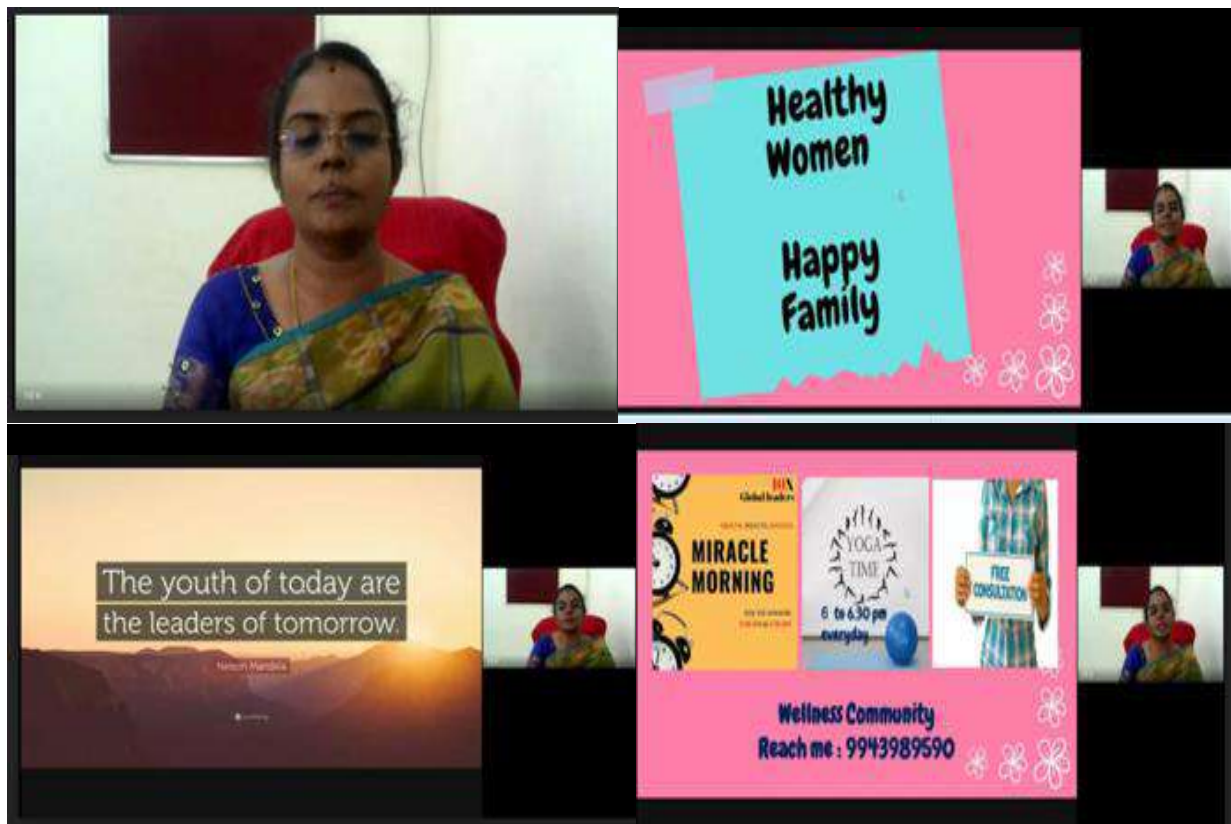 Healthy
Women
Happy
Family
The youth of today are
the leaders of tomorrow.
Nelson Mandela
10X
Global leaders
MIRACLE
MORNING
YOGA
TIME
6 to 6.30 pm
everyday
FREE
CONSULTATION
Wellness Community
Reach me : 9943989590